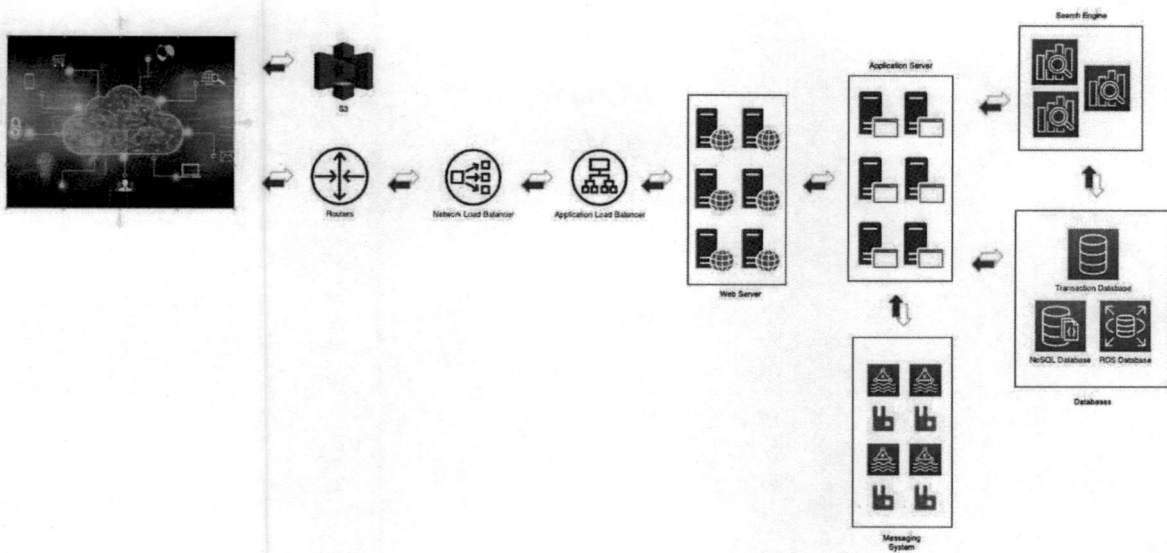 Search Engine
Application Server
S3
Routers
Network Load Balancer
Application Load Balancer
Web Server
Transaction Database
NoSQL Database
RDS Database
Databases
Messaging
System